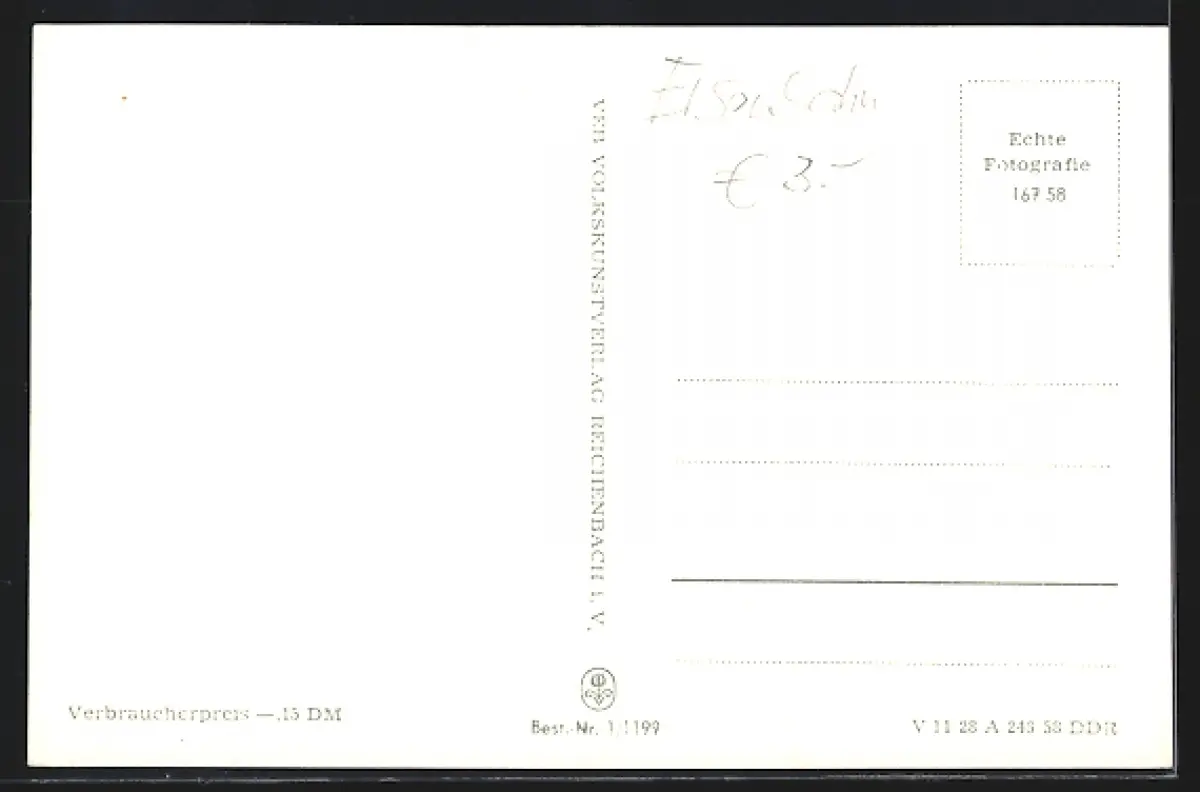 € 3.-
Echte
Fotografie
167 58
VEB VOLKSKUNSTVERLAG REICHENBACH i. V.
Verbraucherpreis —.15 DM
Best.-Nr. 1/1199
V 11 28 A 243 58 DDR